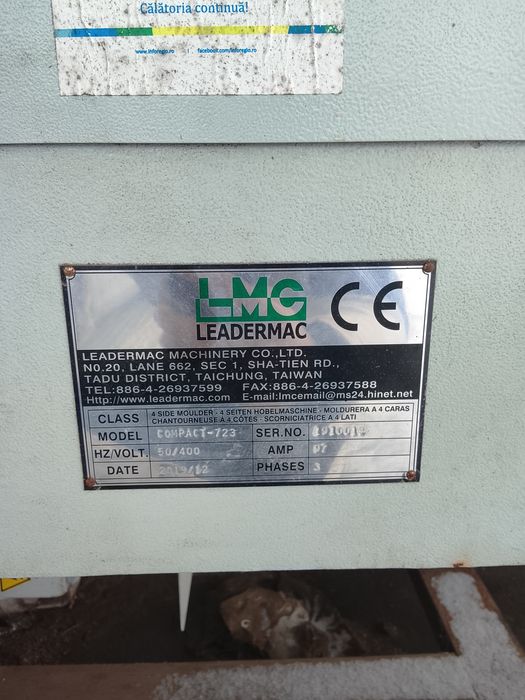 Călătoria continuă!
www.inforegio.ro | facebook.com/inforegio.ro
LMC
LEADERMAC
CE
LEADERMAC MACHINERY CO.,LTD.
NO.20, LANE 662, SEC 1, SHA-TIEN RD.,
TADU DISTRICT, TAICHUNG, TAIWAN
TEL:886-4-26937599 FAX:886-4-26937588
Http://www.leadermac.com E-mail:lmcemail@ms24.hinet.net
CLASS 4 SIDE MOULDER - 4 SEITEN HOBELMASCHINE - MOLDURERA A 4 CARAS
CHANTOURNEUSE A 4 CÔTES - SCORNICIATRICE A 4 LATI
MODEL COMPACT-723 SER.NO.
HZ/VOLT. 50/400 AMP 97
DATE 2019/12 PHASES 3